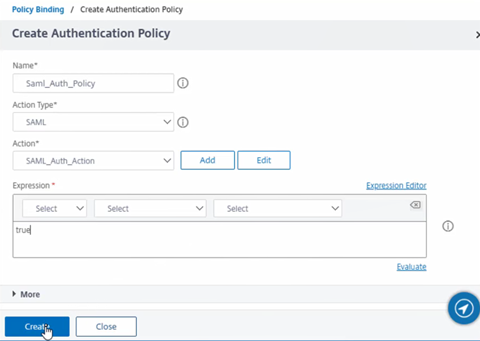 Policy Binding / Create Authentication Policy
Create Authentication Policy
Name*
Saml_Auth_Policy
Action Type*
SAML
Action*
SAML_Auth_Action Add Edit
Expression * Expression Editor
Select Select Select
true
Evaluate
More
Create Close